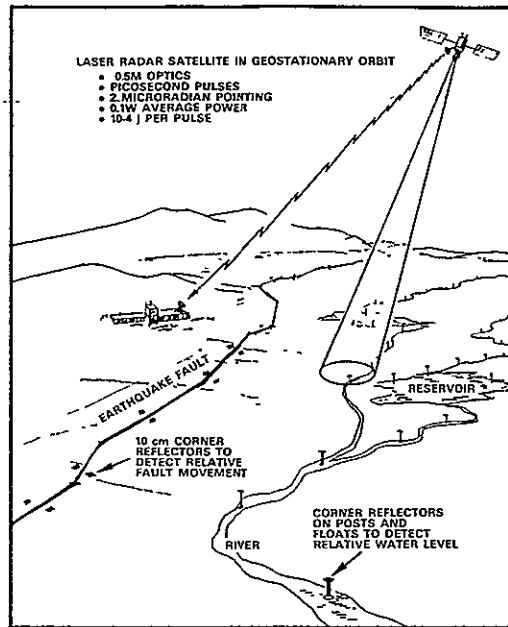 LASER RADAR SATELLITE IN GEOSTATIONARY ORBIT
• 0.5M OPTICS
• PICOSECOND PULSES
• 2.MICRORADIAN POINTING
• 0.1W AVERAGE POWER
• 10-4 J PER PULSE
EARTHQUAKE FAULT
RESERVOIR
10 cm CORNER
REFLECTORS TO
DETECT RELATIVE
FAULT MOVEMENT
CORNER REFLECTORS
ON POSTS AND
FLOATS TO DETECT
RELATIVE WATER LEVEL
RIVER